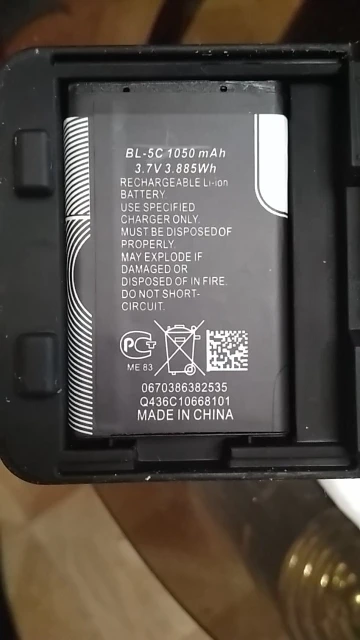 BL-5C 1050 mAh
3.7V 3.885Wh
RECHARGEABLE Li-ion
BATTERY.
USE SPECIFIED
CHARGER ONLY.
MUST BE DISPOSEDOF
PROPERLY.
MAY EXPLODE IF
DAMAGED OR
DISPOSED OF IN FIRE.
DO NOT SHORT-
CIRCUIT.
ME 83
0670386382535
Q436C10668101
MADE IN CHINA